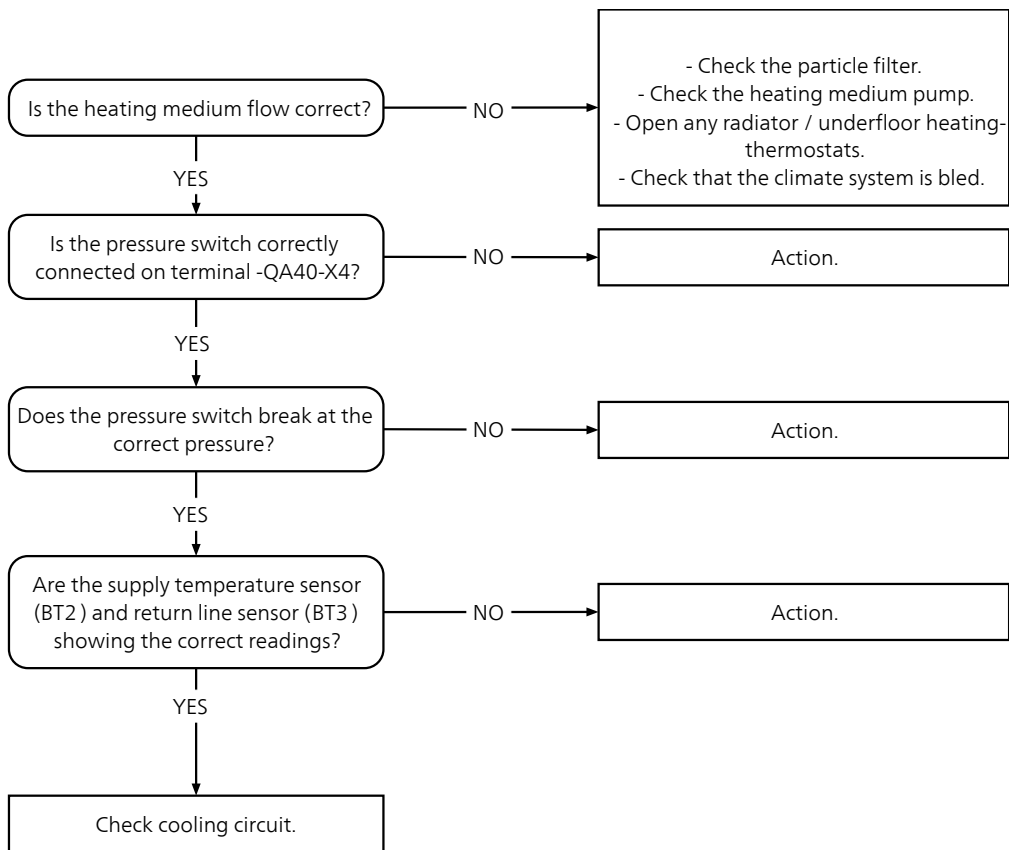 Is the heating medium flow correct?
NO
- Check the particle filter.
- Check the heating medium pump.
- Open any radiator / underfloor heating-
thermostats.
- Check that the climate system is bled.
YES
Is the pressure switch correctly
connected on terminal -QA40-X4?
NO
Action.
YES
Does the pressure switch break at the
correct pressure?
NO
Action.
YES
Are the supply temperature sensor
(BT2) and return line sensor (BT3)
showing the correct readings?
NO
Action.
YES
Check cooling circuit.